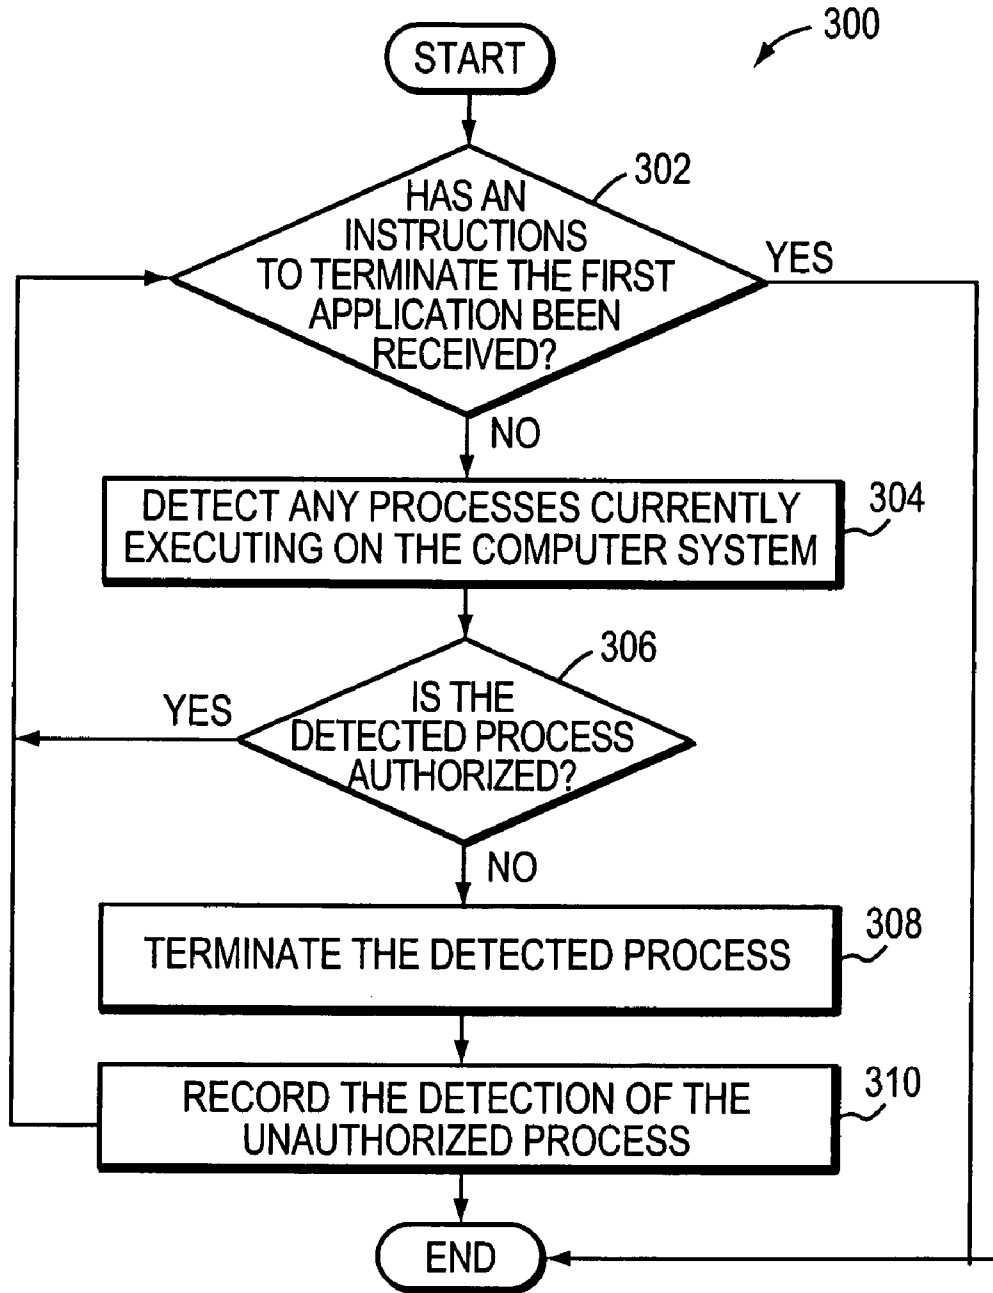 300
START
302
HAS AN
INSTRUCTIONS
TO TERMINATE THE FIRST
APPLICATION BEEN
RECEIVED?
YES
NO
DETECT ANY PROCESSES CURRENTLY
EXECUTING ON THE COMPUTER SYSTEM
304
306
IS THE
DETECTED PROCESS
AUTHORIZED?
YES
NO
TERMINATE THE DETECTED PROCESS
308
RECORD THE DETECTION OF THE
UNAUTHORIZED PROCESS
310
END